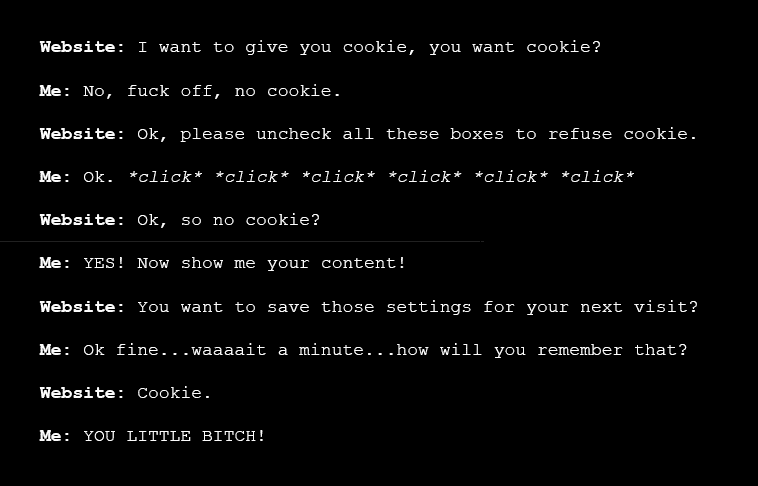 Website: I want to give you cookie, you want cookie?
Me: No, fuck off, no cookie.
Website: Ok, please uncheck all these boxes to refuse cookie.
Me: Ok. *click* *click* *click* *click* *click* *click*
Website: Ok, so no cookie?
Me: YES! Now show me your content!
Website: You want to save those settings for your next visit?
Me: Ok fine...waaaait a minute...how will you remember that?
Website: Cookie.
Me: YOU LITTLE BITCH!